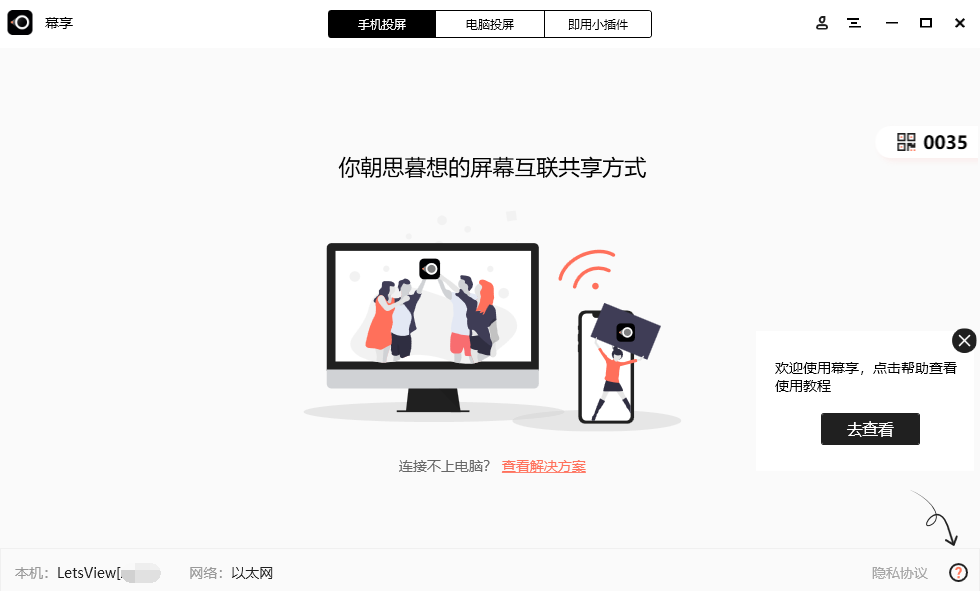 幕享
手机投屏
电脑投屏
即用小插件
0035
你朝思暮想的屏幕互联共享方式
欢迎使用幕享，点击帮助查看
使用教程
去查看
连接不上电脑？ 查看解决方案
本机： LetsView[ 网络： 以太网
隐私协议 ?